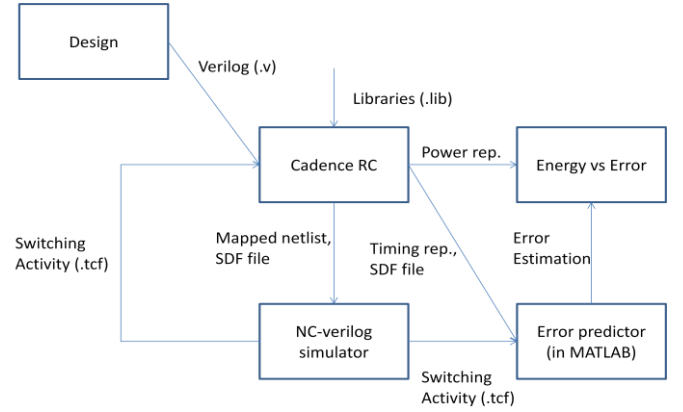 Design
Verilog (.v)
Libraries (.lib)
Cadence RC
Power rep.
Energy vs Error
Switching
Activity (.tcf)
Mapped netlist,
SDF file
Timing rep.,
SDF file
Error
Estimation
NC-verilog
simulator
Error predictor
(in MATLAB)
Switching
Activity (.tcf)